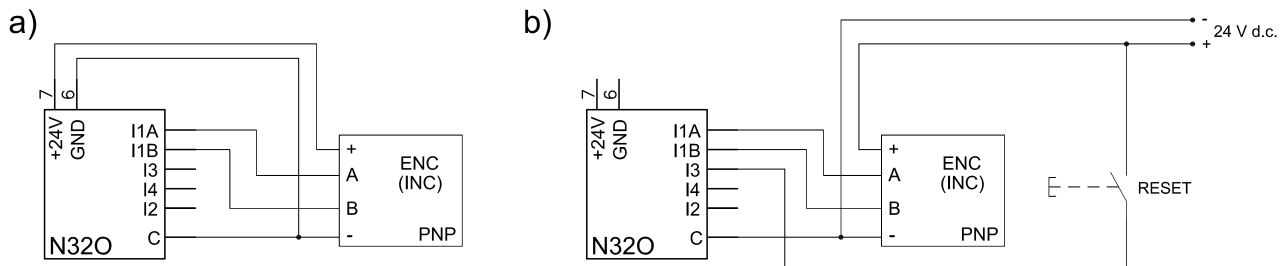 a)
7 6
+24V GND
I1A
I1B
I3
I4
I2
C
N32O
+
A
B
-
ENC
(INC)
PNP
b)
7 6
+24V GND
I1A
I1B
I3
I4
I2
C
N32O
+
A
B
-
ENC
(INC)
PNP
-
24 V d.c.
+
RESET